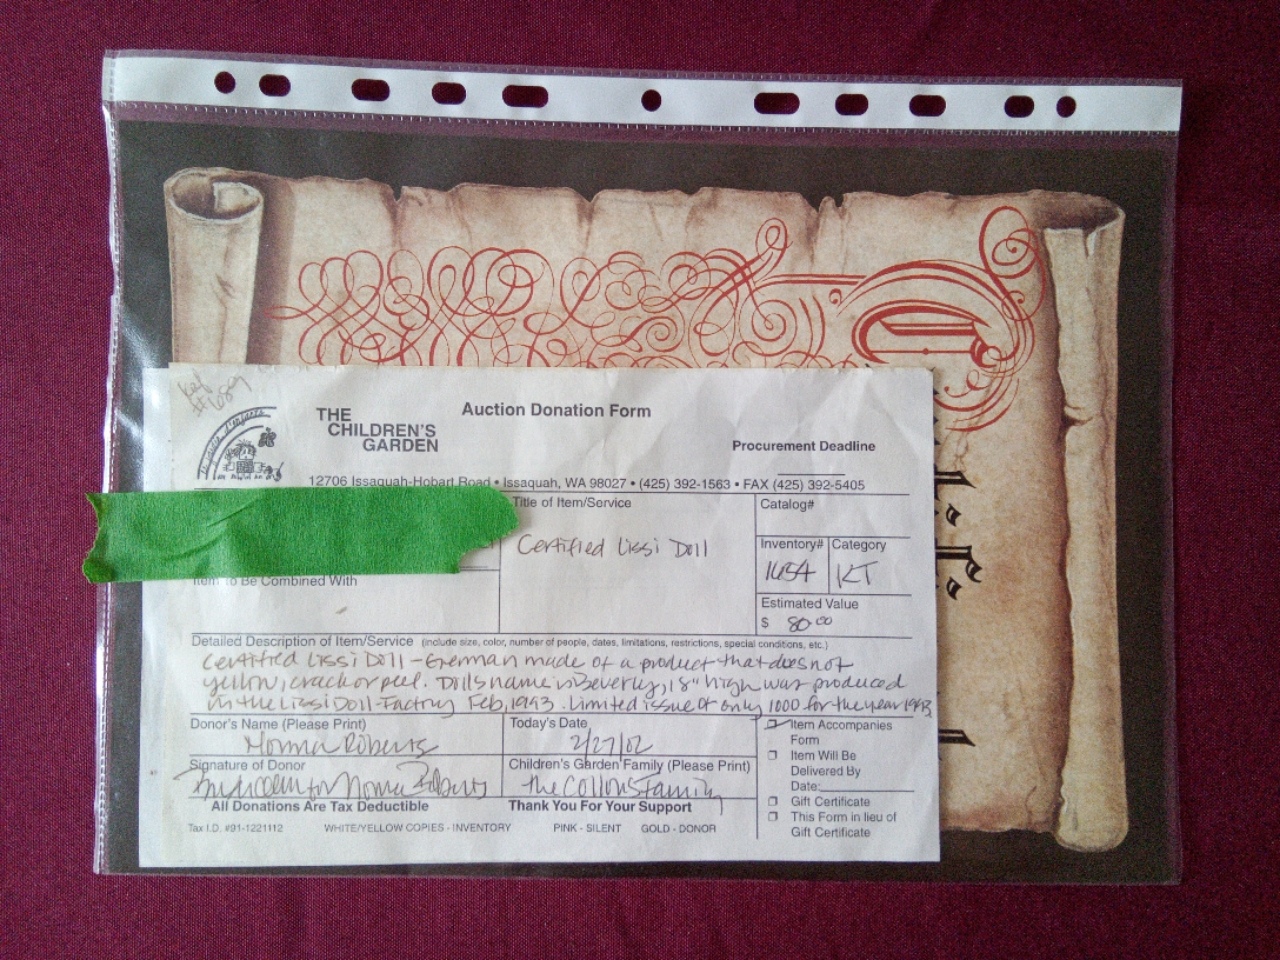 Ref
#689
THE
CHILDREN'S
GARDEN
Auction Donation Form
Procurement Deadline
12706 Issaquah-Hobart Road • Issaquah, WA 98027 • (425) 392-1563 • FAX (425) 392-5405
Title of Item/Service
Certified Lissi Doll
Catalog#
Inventory# Category
1454 KT
Item To Be Combined With
Estimated Value
$ 80.00
Detailed Description of Item/Service (include size, color, number of people, dates, limitations, restrictions, special conditions, etc.)
Certified Lissi Doll - German made of a product that does not
yellow, crack or peel. Dolls name is Beverly, 18" high was produced
in the Lissi Doll Factory Feb, 1993. Limited issue of only 1000 for the year 1993.
Donor's Name (Please Print)
Norma Roberts
Today's Date
2/27/02
Signature of Donor
for Norma Roberts
Children's Garden Family (Please Print)
The Collons Family
Item Accompanies
Form
Item Will Be
Delivered By
Date:
Gift Certificate
This Form in lieu of
Gift Certificate
All Donations Are Tax Deductible
Thank You For Your Support
Tax I.D. #91-1221112 WHITE/YELLOW COPIES - INVENTORY PINK - SILENT GOLD - DONOR